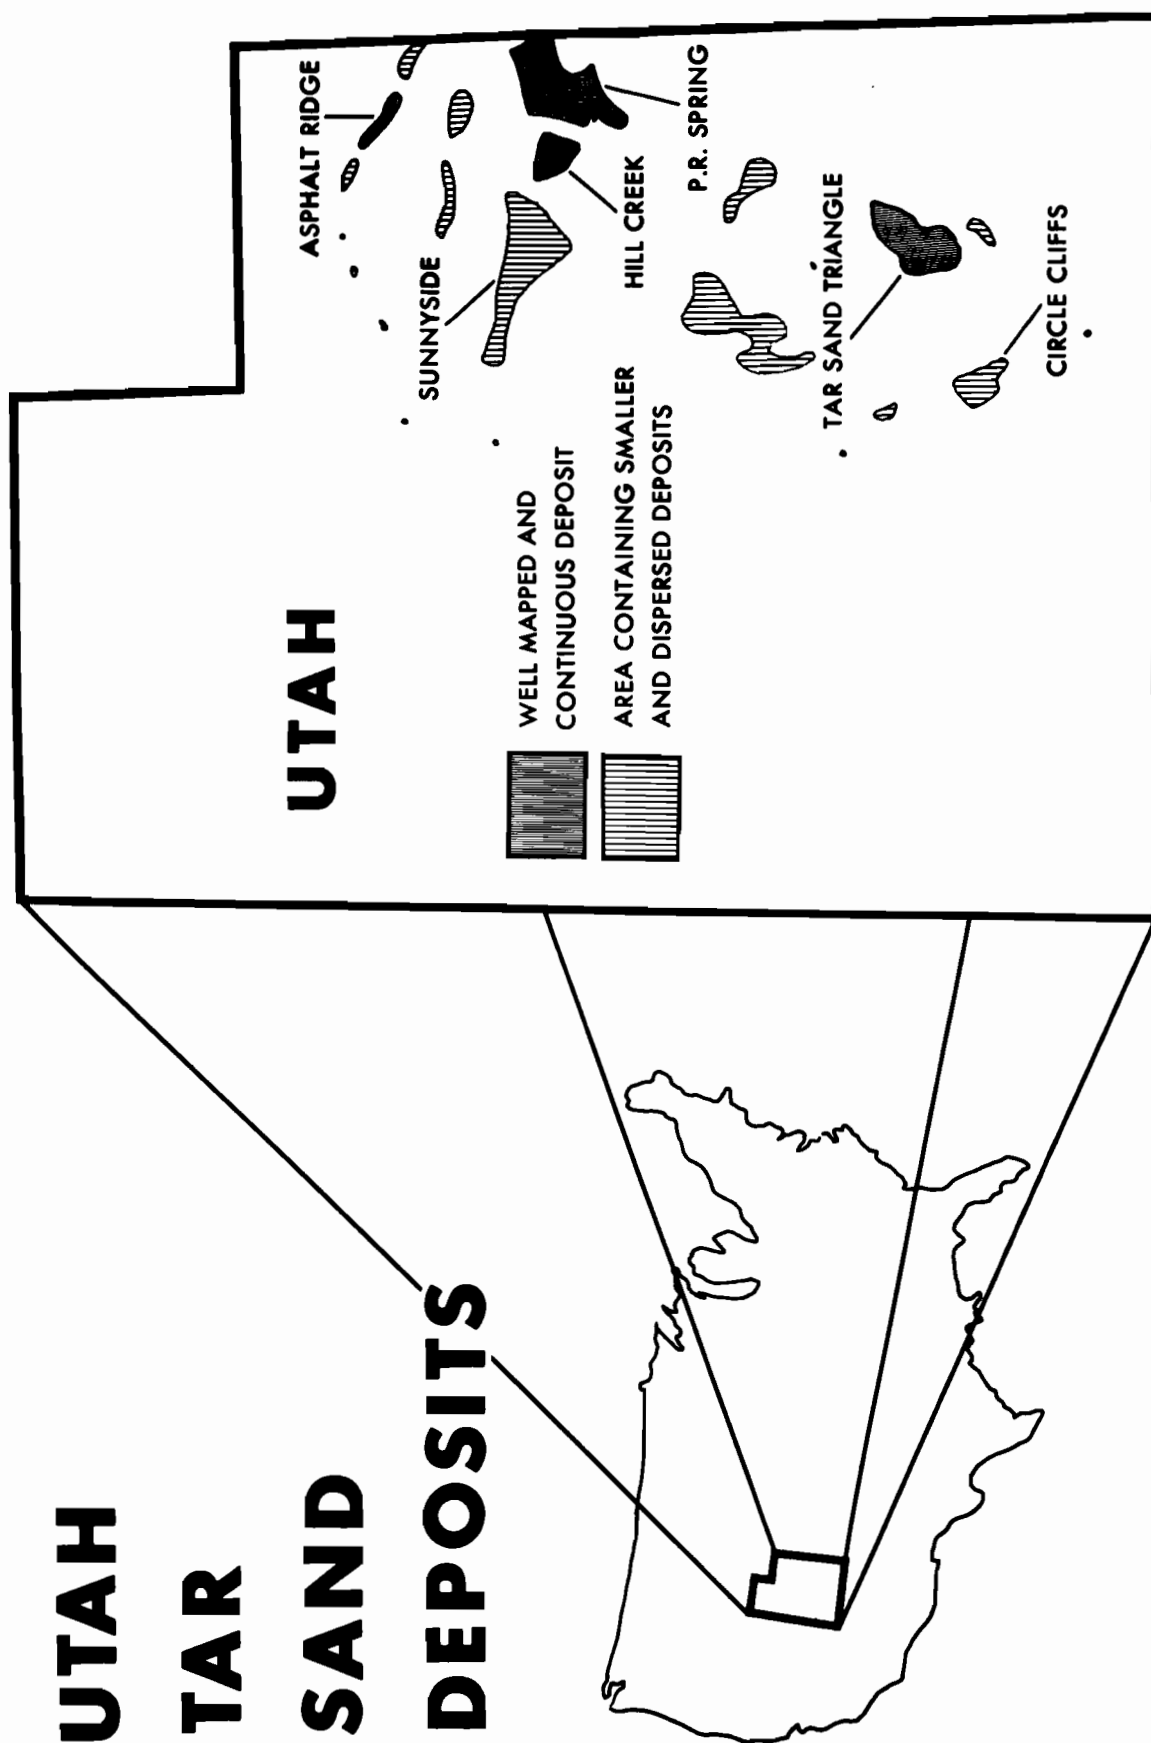 UTAH
TAR
SAND
DEPOSITS
UTAH
WELL MAPPED AND
CONTINUOUS DEPOSIT
AREA CONTAINING SMALLER
AND DISPERSED DEPOSITS
ASPHALT RIDGE
SUNNYSIDE
HILL CREEK
P.R. SPRING
TAR SAND TRIANGLE
CIRCLE CLIFFS